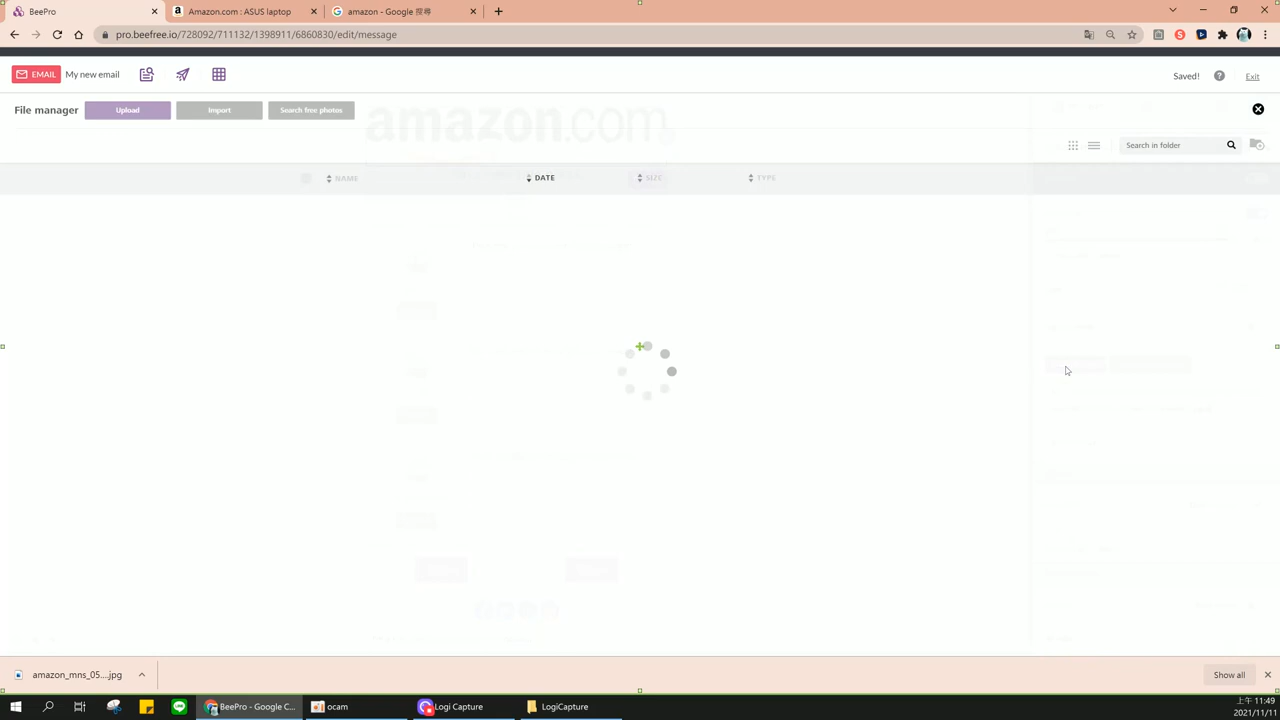 BeePro
Amazon.com : ASUS laptop
amazon - Google 搜尋
pro.beefree.io/728092/711132/1398911/6860830/edit/message
EMAIL
My new email
Saved!
Exit
File manager
Upload
Import
Search free photos
amazon.com
Search in folder
NAME
DATE
SIZE
TYPE
amazon_mns_05....jpg
Show all
BeePro - Google C...
ocam
Logi Capture
LogiCapture
上午 11:49
2021/11/11